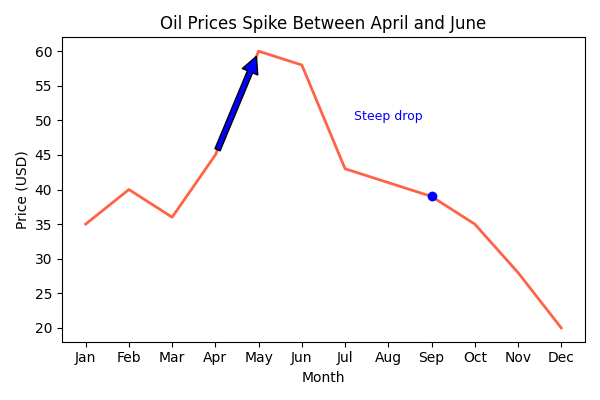 Oil Prices Spike Between April and June
Price (USD)
60
55
50
45
40
35
30
25
20
Steep drop
Jan Feb Mar Apr May Jun Jul Aug Sep Oct Nov Dec
Month